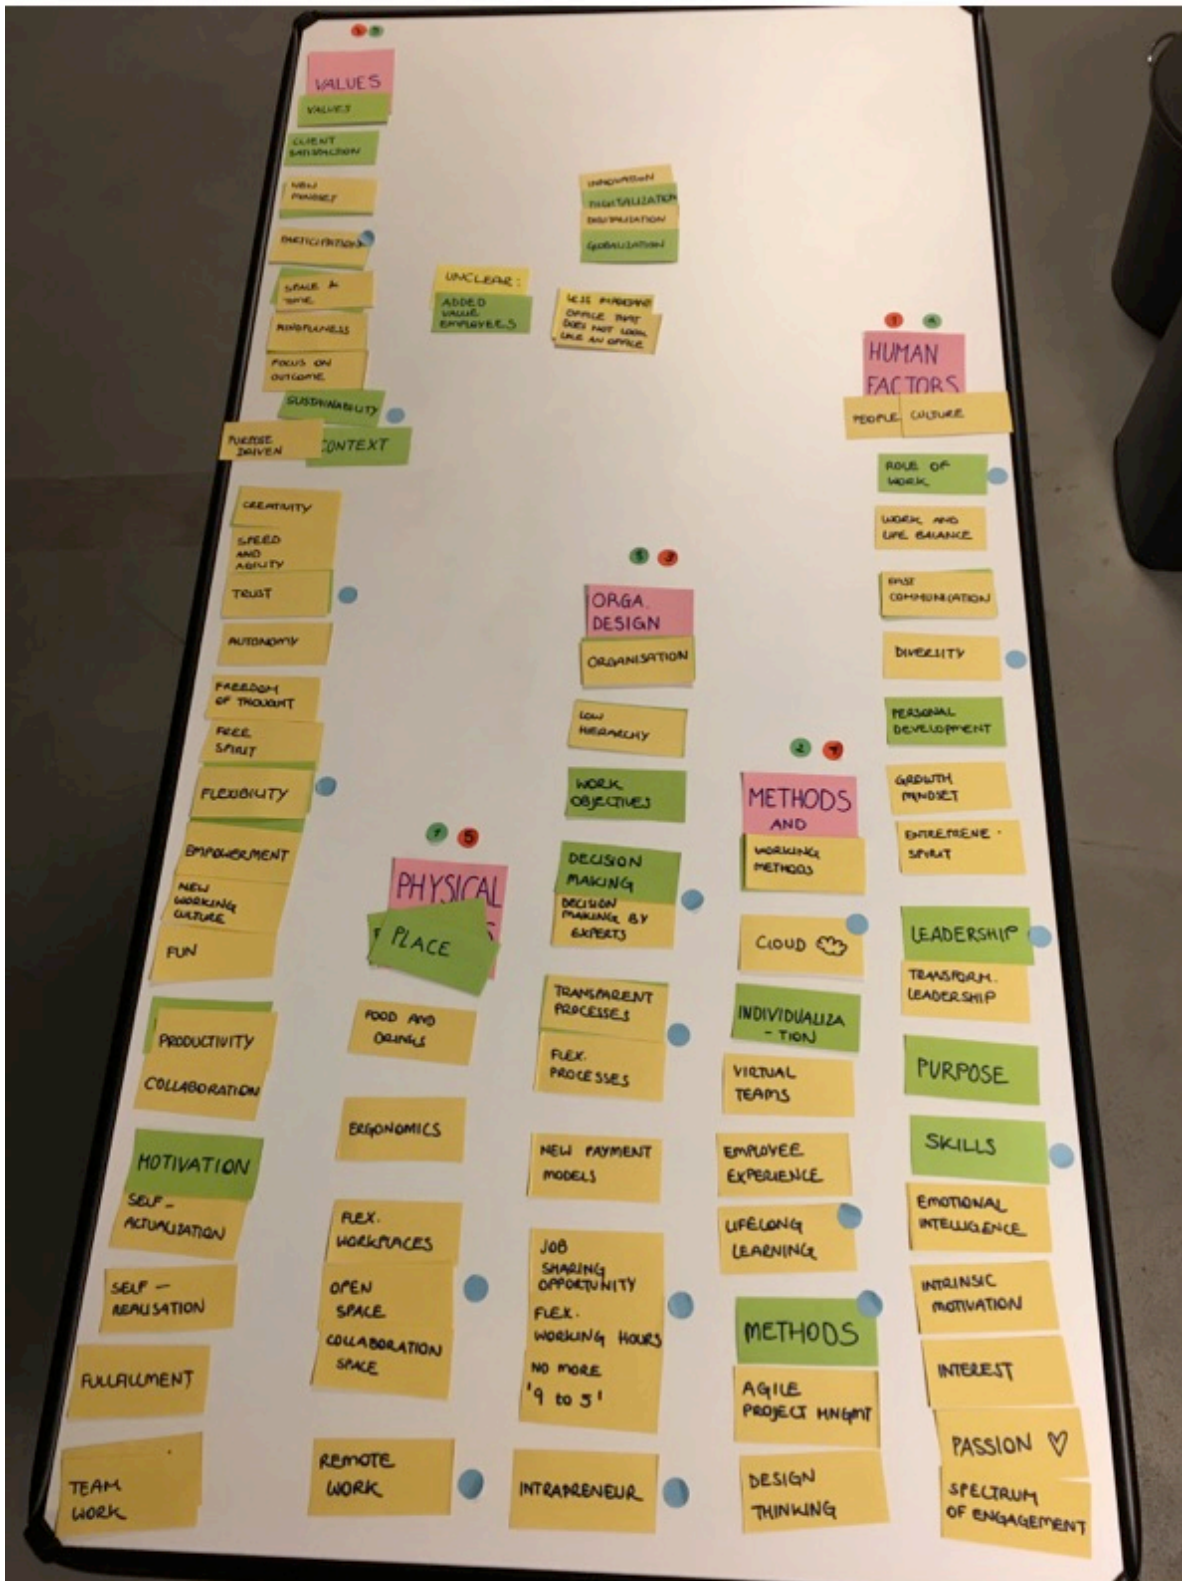 VALUES
VALUES
CLIENT
SATISFACTION
NEW
MINDSET
PARTICIPATION
SPACE &
TIME
MINDFULNESS
FOCUS ON
OUTCOME
SUSTAINABILITY
PURPOSE
DRIVEN
CONTEXT
CREATIVITY
SPEED
AND
AGILITY
TRUST
AUTONOMY
FREEDOM
OF THOUGHT
FREE
SPIRIT
FLEXIBILITY
EMPOWERMENT
NEW
WORKING
CULTURE
FUN
PRODUCTIVITY
COLLABORATION
MOTIVATION
SELF-
ACTUALIZATION
SELF-
REALISATION
FULLFILLMENT
TEAM
WORK
INNOVATION
DIGITALIZATION
DIGITALISATION
GLOBALIZATION
UNCLEAR:
ADDED
VALUE
EMPLOYEES
LESS IMPORTANT
OFFICE THAT
DOES NOT LOOK
LIKE AN OFFICE
5
PHYSICAL
PLACE
FOOD AND
DRINKS
ERGONOMICS
FLEX.
WORKPLACES
OPEN
SPACE
COLLABORATION
SPACE
REMOTE
WORK
ORGA.
DESIGN
ORGANISATION
LOW
HIERARCHY
WORK
OBJECTIVES
DECISION
MAKING
DECISION
MAKING BY
EXPERTS
TRANSPARENT
PROCESSES
FLEX.
PROCESSES
NEW PAYMENT
MODELS
JOB
SHARING
OPPORTUNITY
FLEX.
WORKING HOURS
NO MORE
'9 to 5'
INTRAPRENEUR
2
METHODS
AND
WORKING
METHODS
CLOUD
INDIVIDUALIZA
-TION
VIRTUAL
TEAMS
EMPLOYEE
EXPERIENCE
LIFELONG
LEARNING
METHODS
AGILE
PROJECT MNGMT
DESIGN
THINKING
HUMAN
FACTORS
PEOPLE
CULTURE
ROLE OF
WORK
WORK AND
LIFE BALANCE
COMMUNICATION
DIVERSITY
PERSONAL
DEVELOPMENT
GROWTH
MINDSET
ENTREPRENE-
SPIRIT
LEADERSHIP
TRANSFORM.
LEADERSHIP
PURPOSE
SKILLS
EMOTIONAL
INTELLIGENCE
INTRINSIC
MOTIVATION
INTEREST
PASSION ♡
SPECTRUM
OF ENGAGEMENT